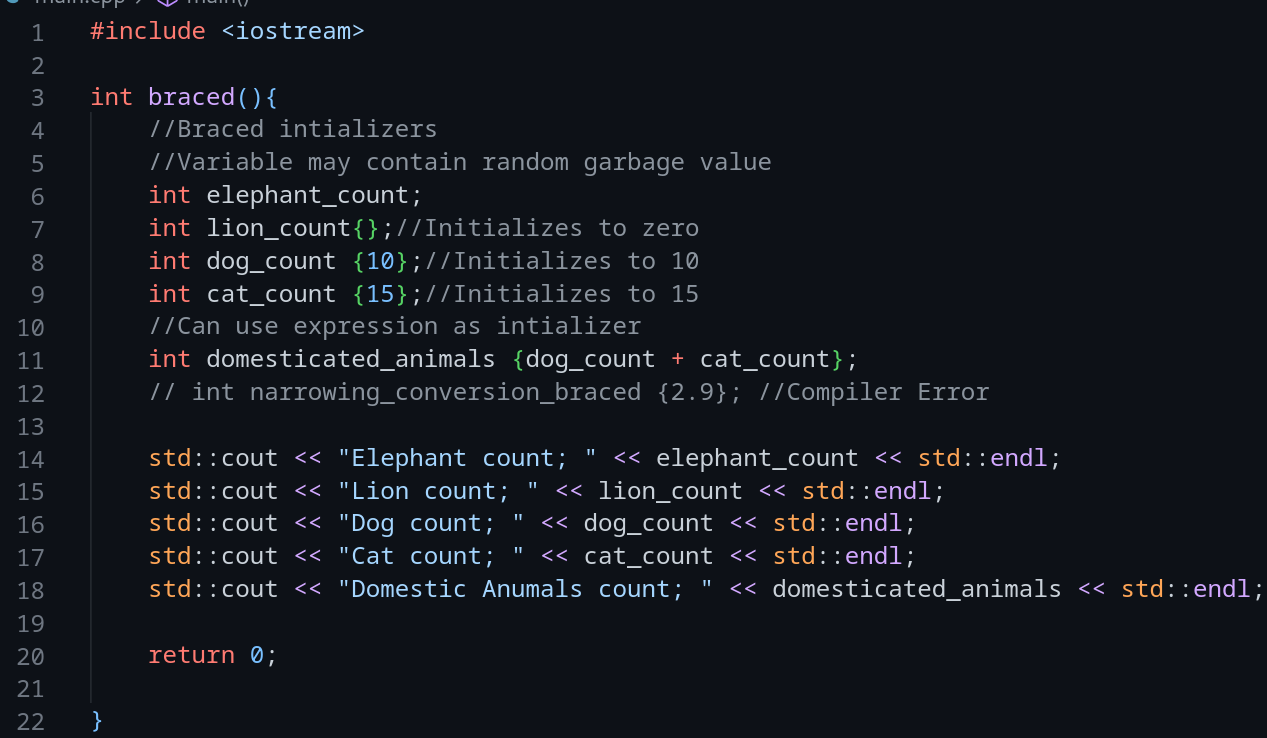 main.cpp > main()
1 #include <iostream>
2
3 int braced(){
4 //Braced intializers
5 //Variable may contain random garbage value
6 int elephant_count;
7 int lion_count{};//Initializes to zero
8 int dog_count {10};//Initializes to 10
9 int cat_count {15};//Initializes to 15
10 //Can use expression as intializer
11 int domesticated_animals {dog_count + cat_count};
12 // int narrowing_conversion_braced {2.9}; //Compiler Error
13
14 std::cout << "Elephant count; " << elephant_count << std::endl;
15 std::cout << "Lion count; " << lion_count << std::endl;
16 std::cout << "Dog count; " << dog_count << std::endl;
17 std::cout << "Cat count; " << cat_count << std::endl;
18 std::cout << "Domestic Anumals count; " << domesticated_animals << std::endl;
19
20 return 0;
21
22 }